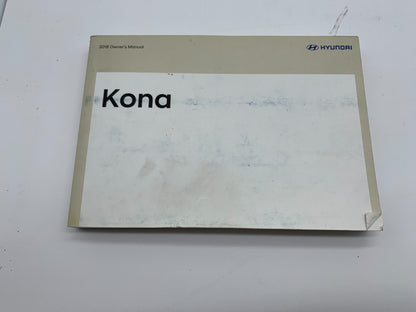 2018 Owner's Manual
HYUNDAI
Kona